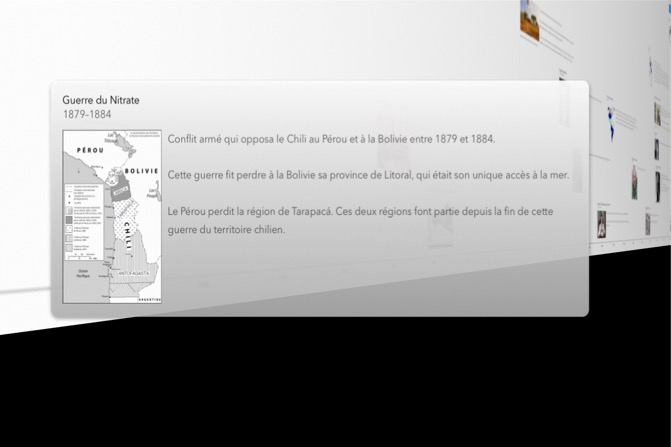 Guerre du Nitrate
1879-1884
Conflit armé qui opposa le Chili au Pérou et à la Bolivie entre 1879 et 1884.
Cette guerre fit perdre à la Bolivie sa province de Litoral, qui était son unique accès à la mer.
Le Pérou perdit la région de Tarapacá. Ces deux régions font partie depuis la fin de cette
guerre du territoire chilien.
PÉROU
BOLIVIE
CHILI
ANTOFAGASTA
Océan
Pacifique
ARGENTINE